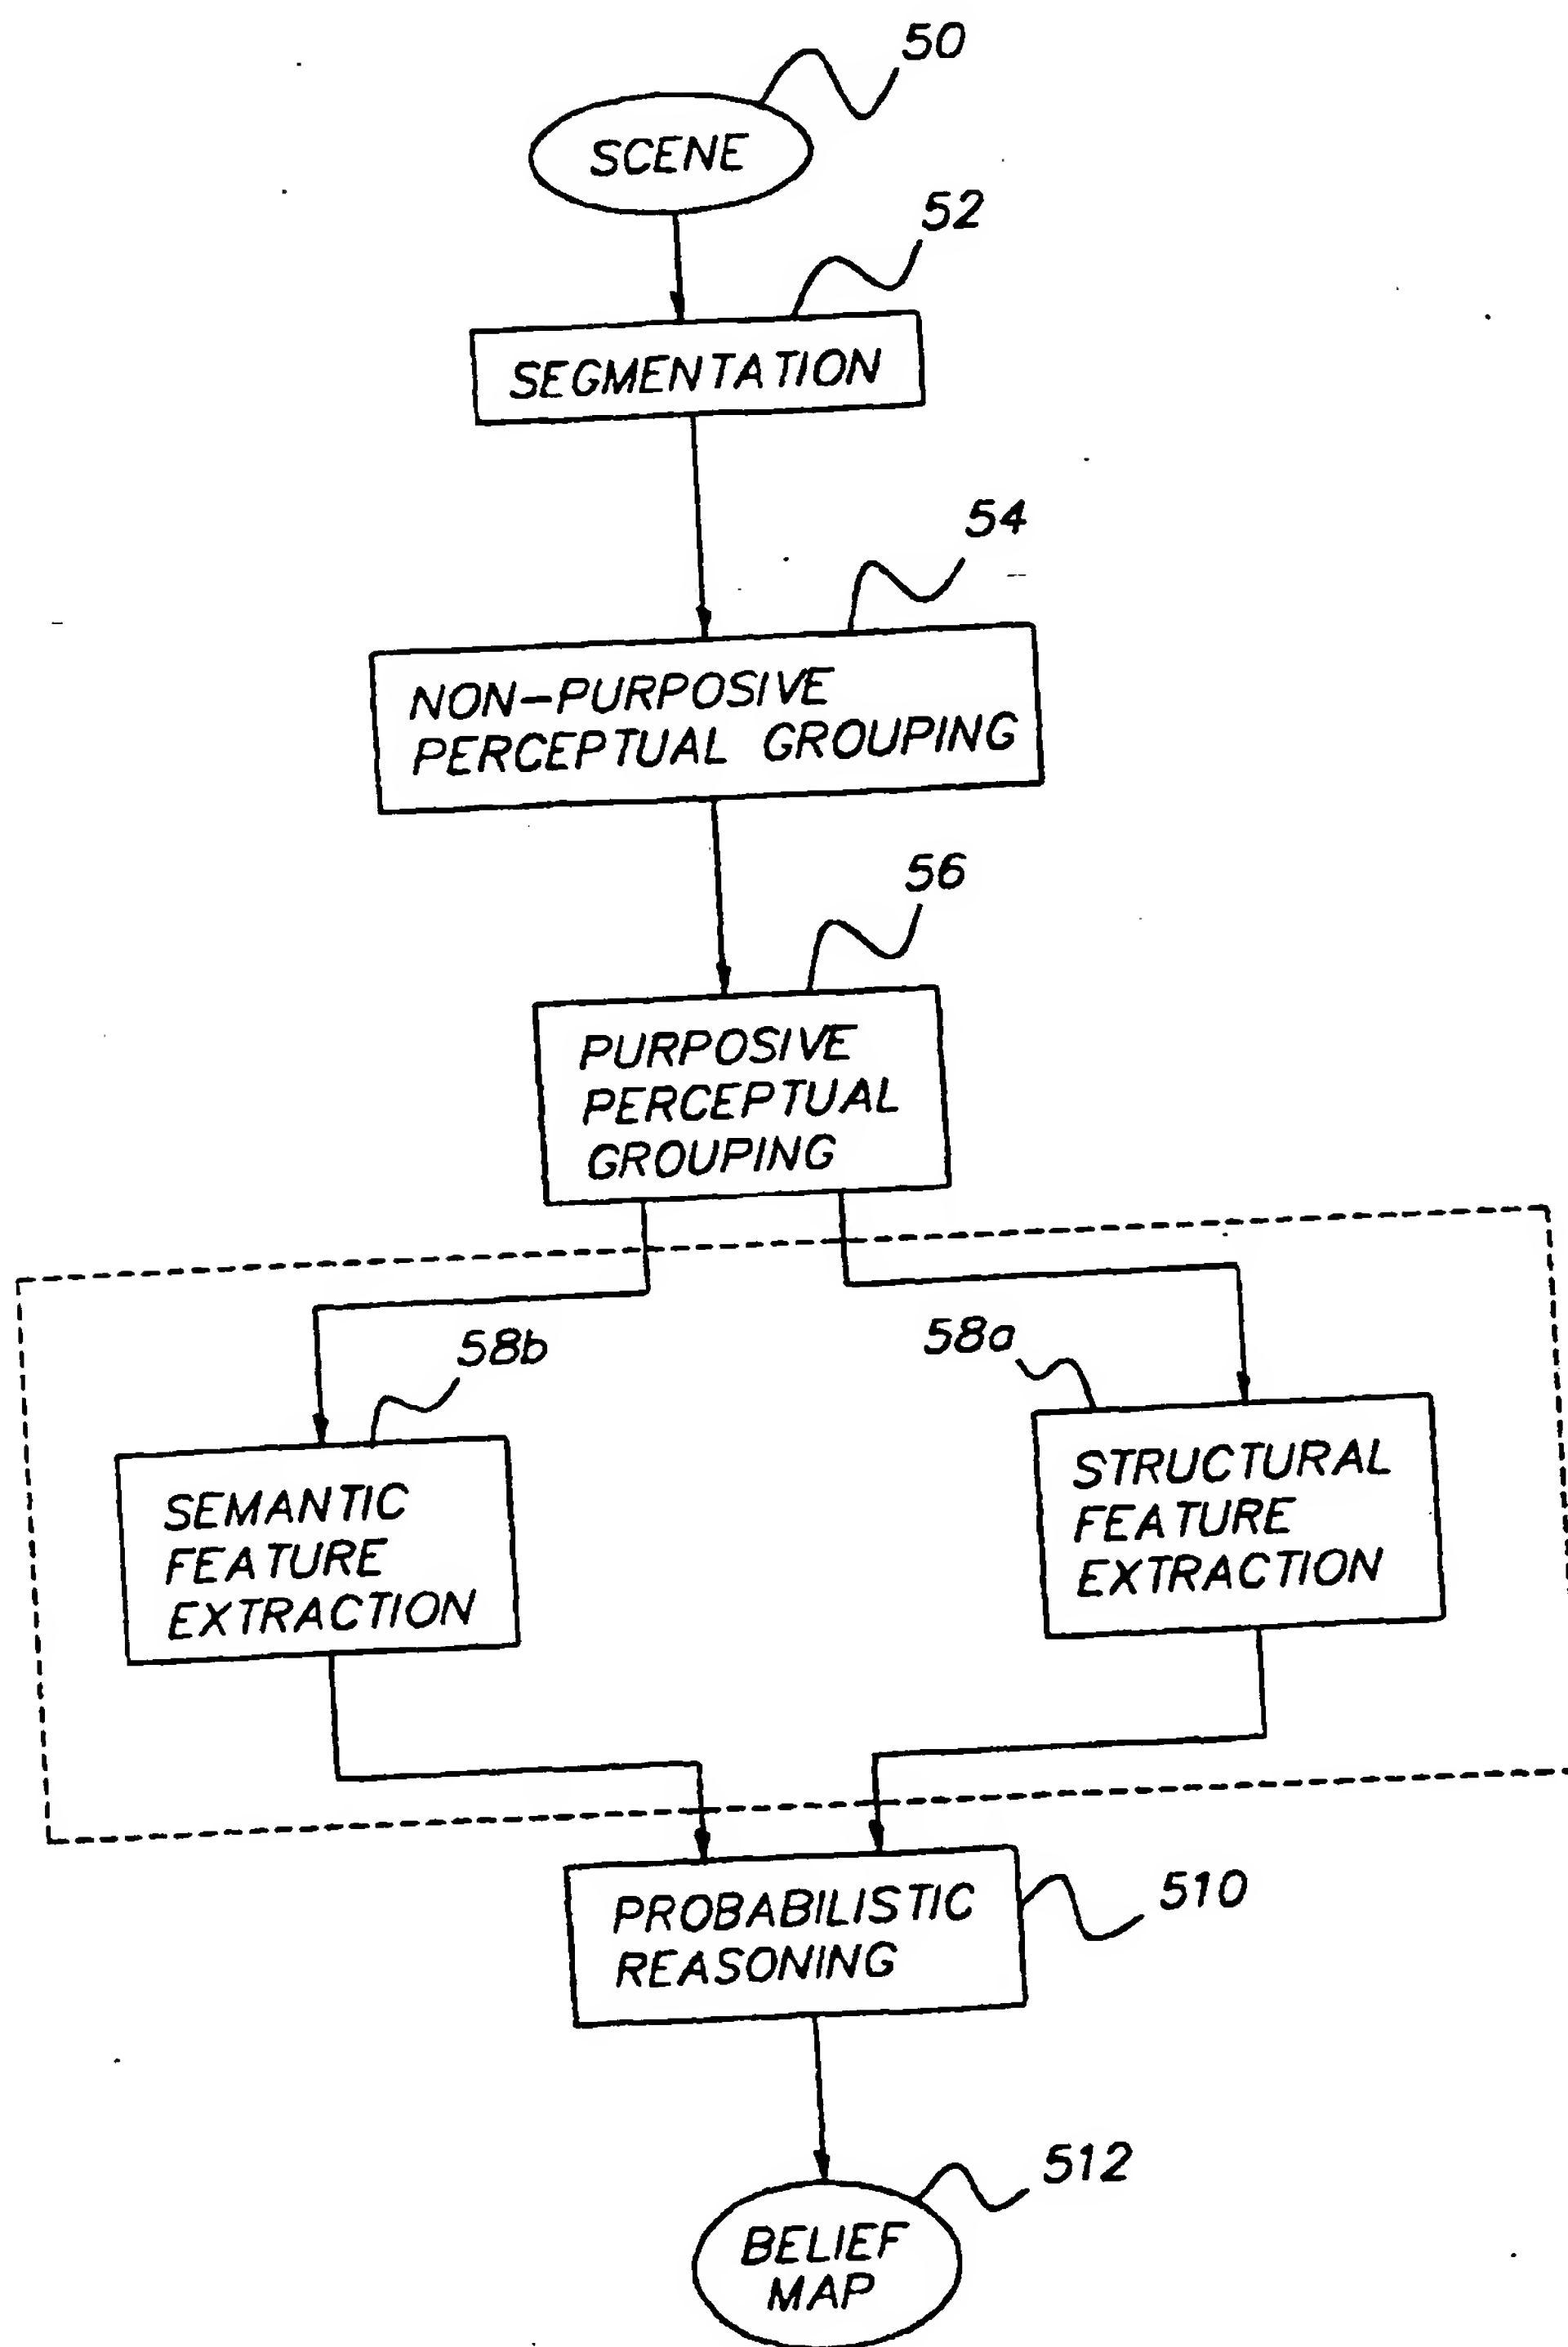 50
SCENE
52
SEGMENTATION
54
NON-PURPOSIVE
PERCEPTUAL GROUPING
56
PURPOSIVE
PERCEPTUAL
GROUPING
58b
58a
SEMANTIC
FEATURE
EXTRACTION
STRUCTURAL
FEATURE
EXTRACTION
PROBABILISTIC
REASONING
510
512
BELIEF
MAP